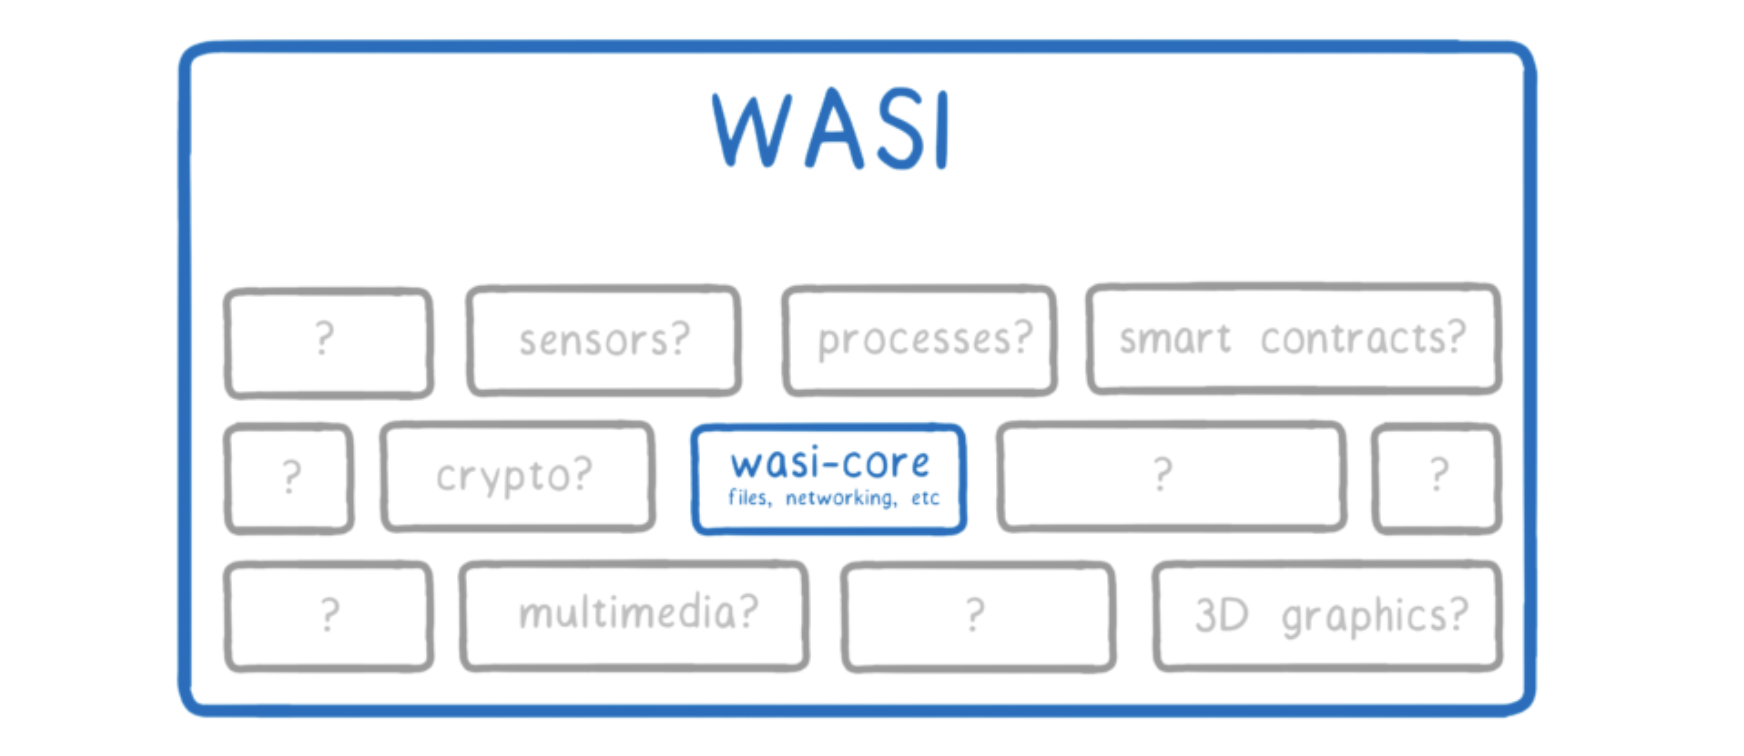 WASI
?
sensors?
processes?
smart contracts?
?
crypto?
wasi-core
files, networking, etc
?
?
?
multimedia?
?
3D graphics?